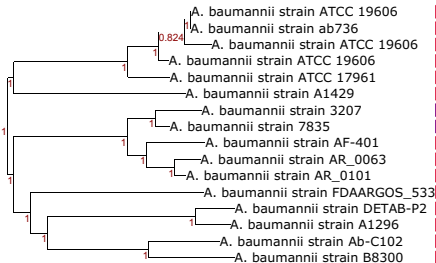 A. baumannii strain ATCC 19606
A. baumannii strain ab736
0.824
A. baumannii strain ATCC 19606
1
A. baumannii strain ATCC 19606
1
A. baumannii strain ATCC 17961
1
A. baumannii strain A1429
1
A. baumannii strain 3207
1
A. baumannii strain 7835
1
A. baumannii strain AF-401
1
A. baumannii strain AR_0063
1
A. baumannii strain AR_0101
1
1
A. baumannii strain FDAARGOS_533
1
A. baumannii strain DETAB-P2
1
A. baumannii strain A1296
1
A. baumannii strain Ab-C102
1
A. baumannii strain B8300
1